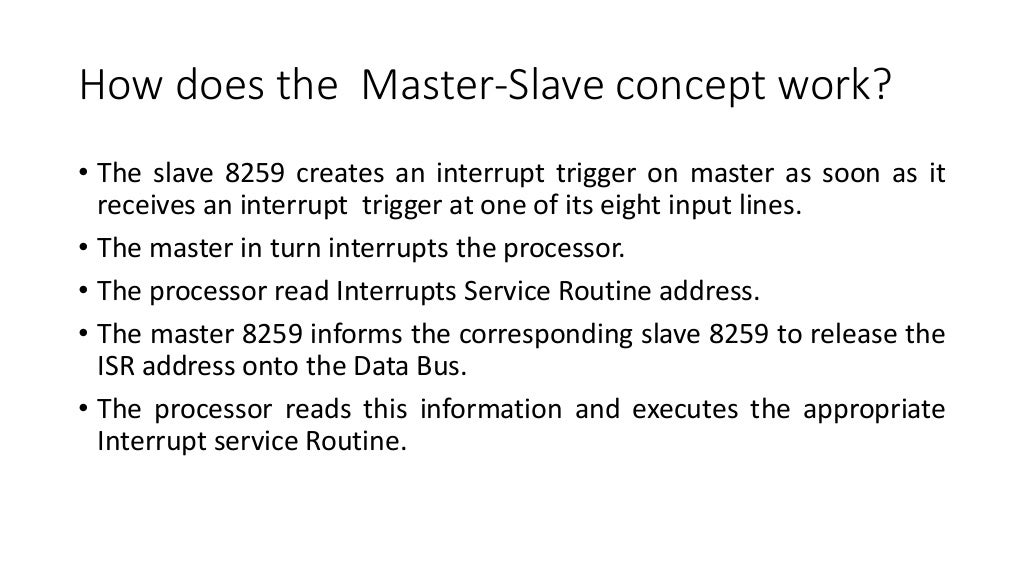 How does the  Master-Slave concept work?
• The slave 8259 creates an interrupt trigger on master as soon as it
receives an interrupt  trigger at one of its eight input lines.
• The master in turn interrupts the processor.
• The processor read Interrupts Service Routine address.
• The master 8259 informs the corresponding slave 8259 to release the
ISR address onto the Data Bus.
• The processor reads this information and executes the appropriate
Interrupt service Routine.